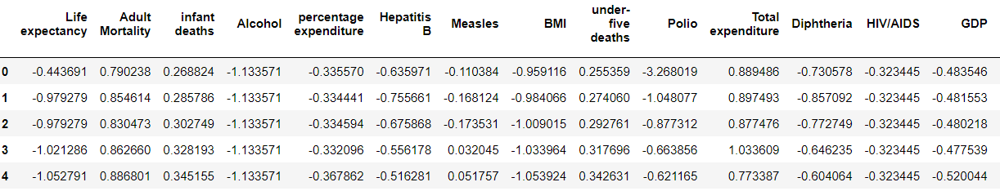 Life expectancy Adult Mortality infant deaths Alcohol percentage expenditure Hepatitis B Measles BMI under-five deaths Polio Total expenditure Diphtheria HIV/AIDS GDP
0 -0.443691 0.790238 0.268824 -1.133571 -0.335570 -0.635971 -0.110384 -0.959116 0.255359 -3.268019 0.889486 -0.730578 -0.323445 -0.483546
1 -0.979279 0.854614 0.285786 -1.133571 -0.334441 -0.755661 -0.168124 -0.984066 0.274060 -1.048077 0.897493 -0.857092 -0.323445 -0.481553
2 -0.979279 0.830473 0.302749 -1.133571 -0.334594 -0.675868 -0.173531 -1.009015 0.292761 -0.877312 0.877476 -0.772749 -0.323445 -0.480218
3 -1.021286 0.862660 0.328193 -1.133571 -0.332096 -0.556178 0.032045 -1.033964 0.317696 -0.663856 1.033609 -0.646235 -0.323445 -0.477539
4 -1.052791 0.886801 0.345155 -1.133571 -0.367862 -0.516281 0.051757 -1.053924 0.342631 -0.621165 0.773387 -0.604064 -0.323445 -0.520044